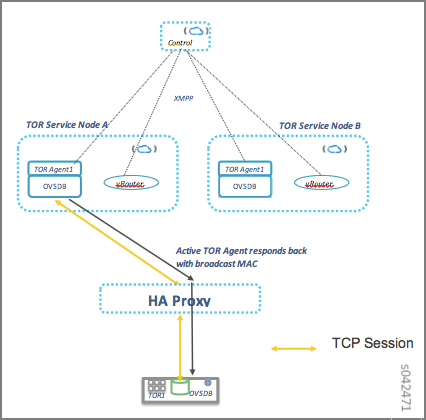 Control
XMPP
TOR Service Node A
TOR Service Node B
TOR Agent1
OVSDB
vRouter
TOR Agent1
OVSDB
vRouter
Active TOR Agent responds back
with broadcast MAC
HA Proxy
TCP Session
TOR1
OVSDB
s042471